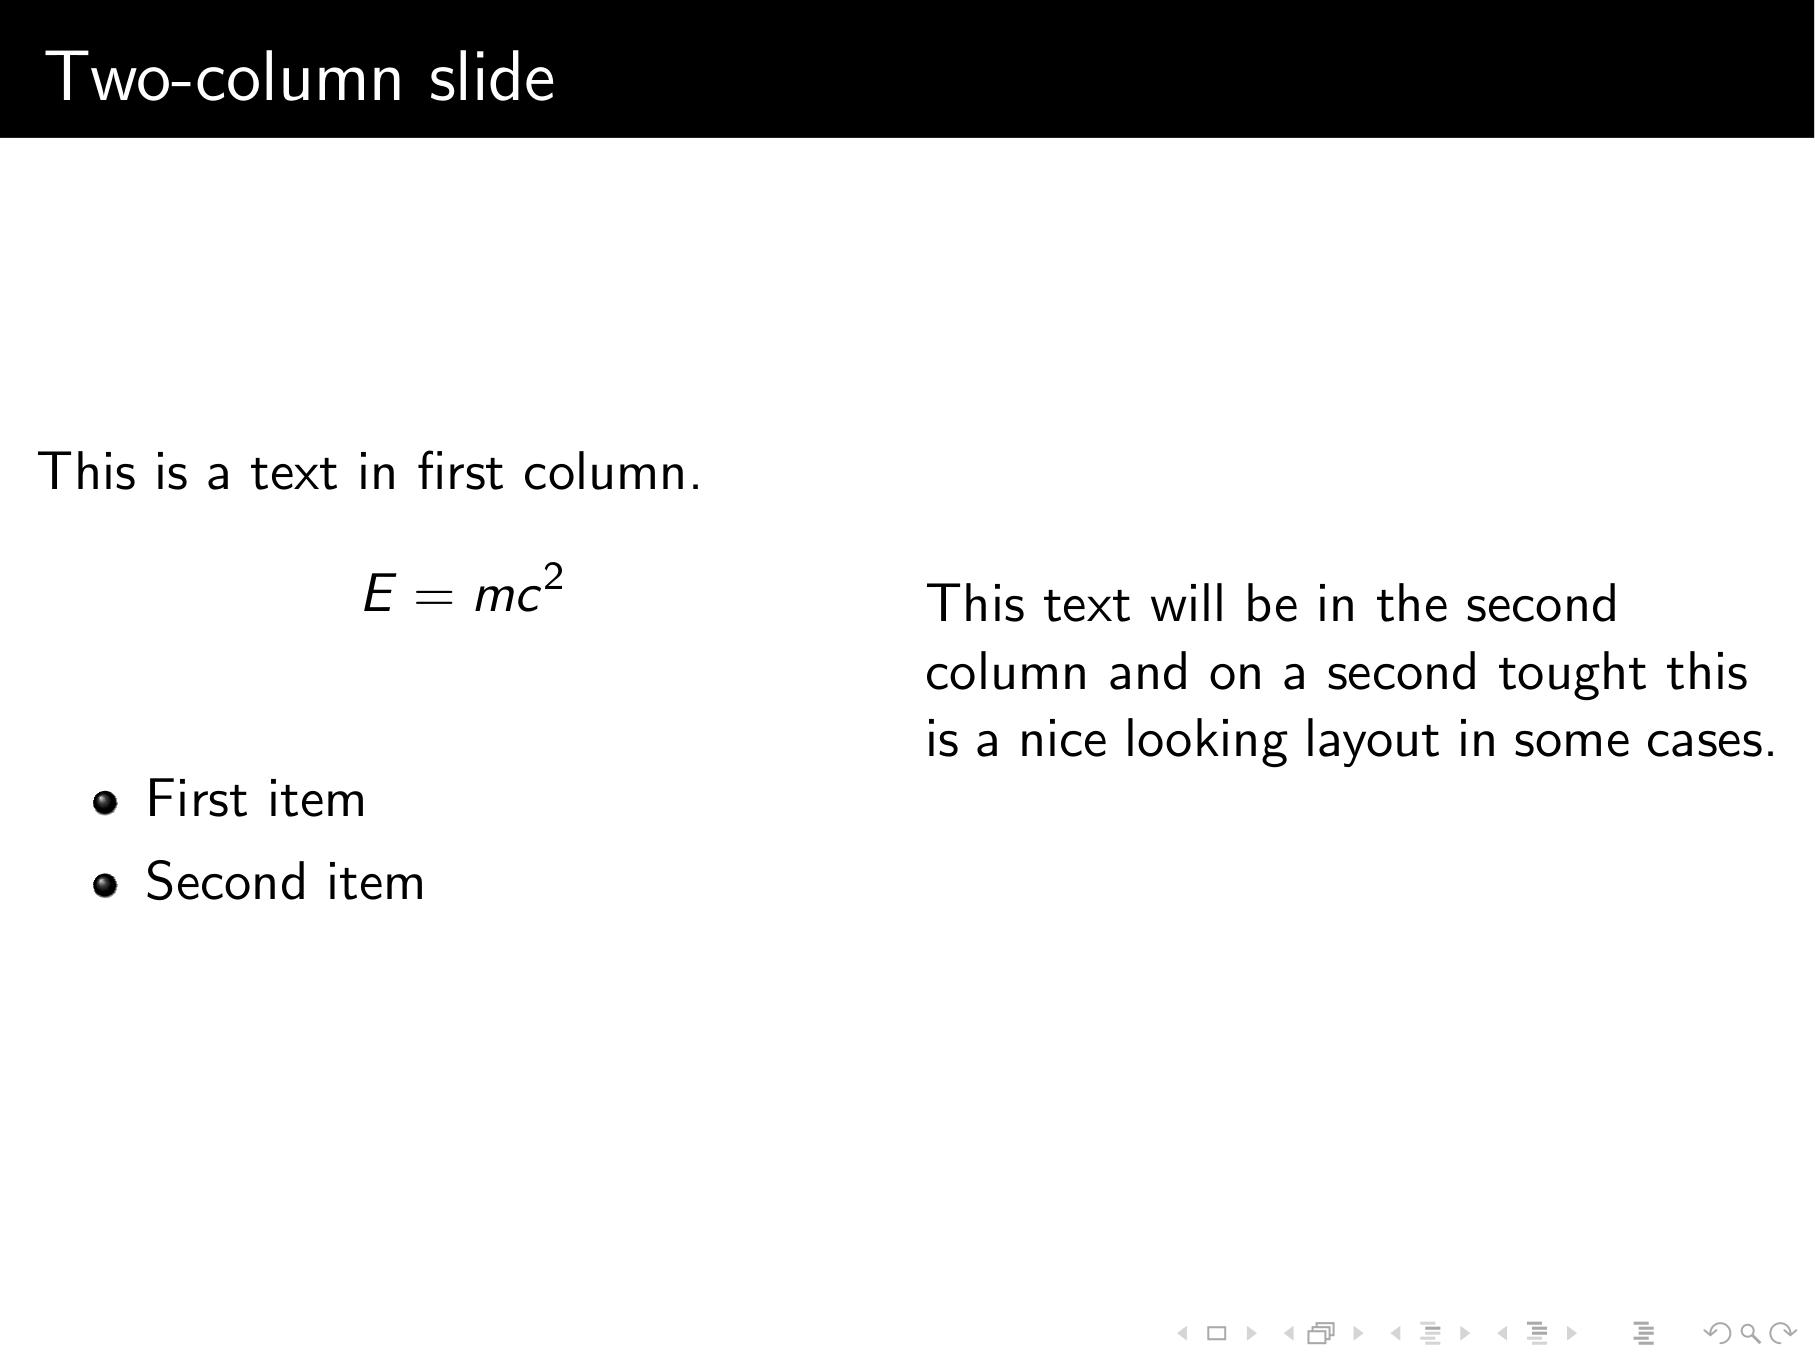 Two-column slide
This is a text in first column.
E = mc²
First item
Second item
This text will be in the second
column and on a second tought this
is a nice looking layout in some cases.